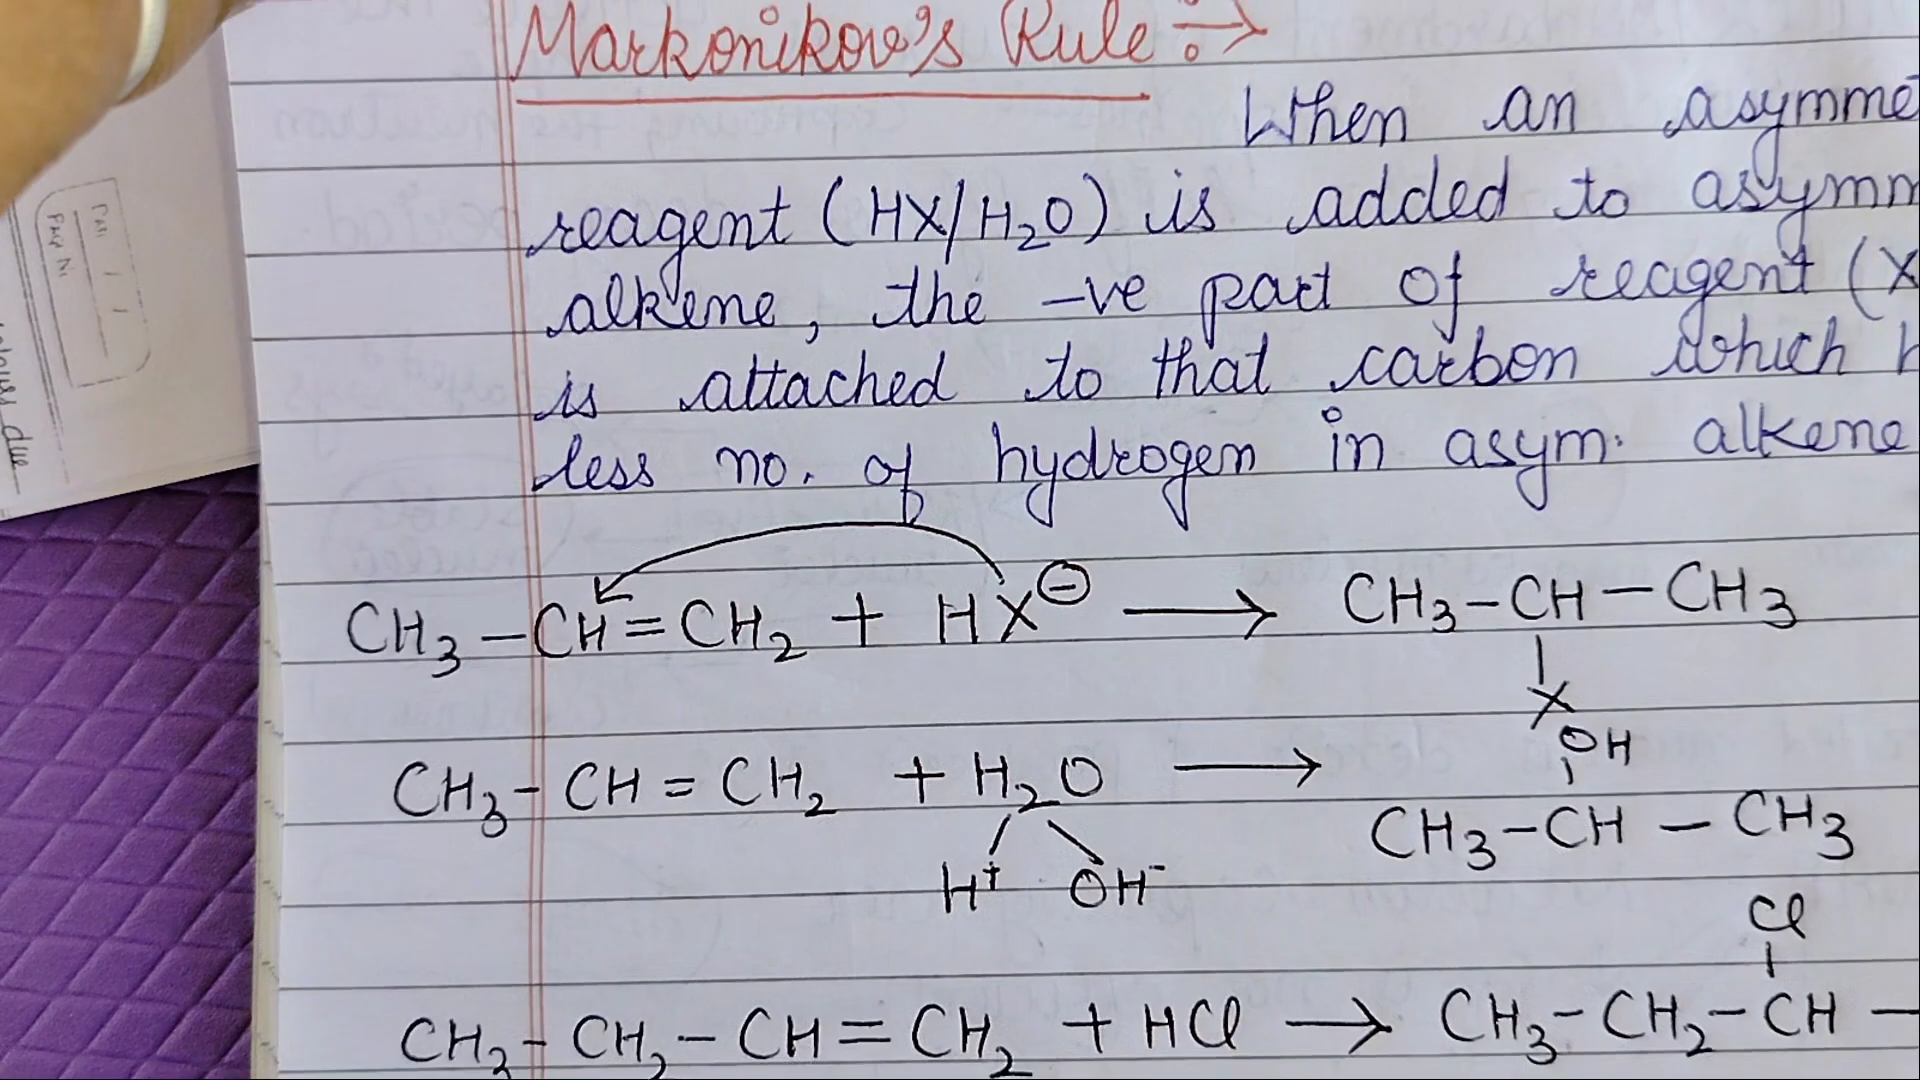 Markonikov's Rule :->
When an asymme
reagent (HX/H₂O) is added to asymm
alkene, the -ve part of reagent (X
is attached to that carbon which h
less no. of hydrogen in asym. alkene
CH₃-CH=CH₂ + HX⊖ → CH₃-CH-CH₃
X
OH
CH₃-CH=CH₂ + H₂O →
CH₃-CH-CH₃
H⁺ OH⁻
Cl
CH₃-CH₂-CH=CH₂ + HCl → CH₃-CH₂-CH-